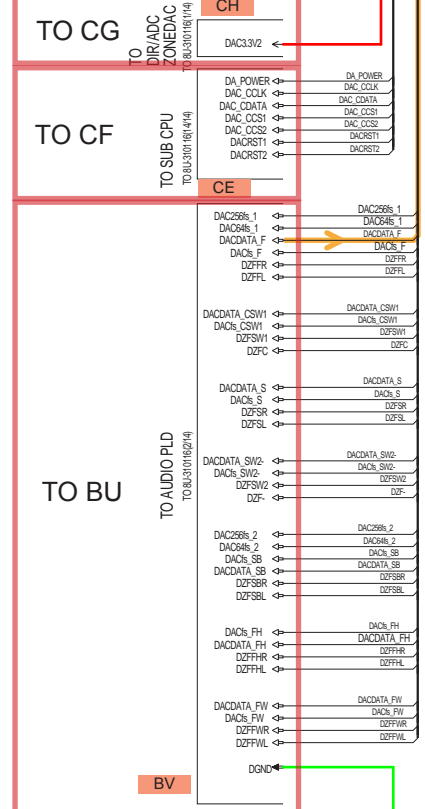 CH
TO CG
TO
DIR/ADC
ZONEDAC
TO 8U-310116(1/14)
DAC3.3V2
TO CF
TO SUB CPU
TO 8U-310116(14/14)
DA_POWER DA_POWER
DAC_CCLK DAC_CCLK
DAC_CDATA DAC_CDATA
DAC_CCS1 DAC_CCS1
DAC_CCS2 DAC_CCS2
DACRST1 DACRST1
DACRST2 DACRST2
CE
TO BU
TO AUDIO PLD
TO 8U-310116(2/14)
DAC256fs_1 DAC256fs_1
DAC64fs_1 DAC64fs_1
DACDATA_F DACDATA_F
DACfs_F DACfs_F
DZFFR DZFFR
DZFFL DZFFL
DACDATA_CSW1 DACDATA_CSW1
DACfs_CSW1 DACfs_CSW1
DZFSW1 DZFSW1
DZFC DZFC
DACDATA_S DACDATA_S
DACfs_S DACfs_S
DZFSR DZFSR
DZFSL DZFSL
DACDATA_SW2- DACDATA_SW2-
DACfs_SW2- DACfs_SW2-
DZFSW2 DZFSW2
DZF- DZF-
DAC256fs_2 DAC256fs_2
DAC64fs_2 DAC64fs_2
DACfs_SB DACfs_SB
DACDATA_SB DACDATA_SB
DZFSBR DZFSBR
DZFSBL DZFSBL
DACfs_FH DACfs_FH
DACDATA_FH DACDATA_FH
DZFFHR DZFFHR
DZFFHL DZFFHL
DACDATA_FW DACDATA_FW
DACfs_FW DACfs_FW
DZFFWR DZFFWR
DZFFWL DZFFWL
DGND
BV